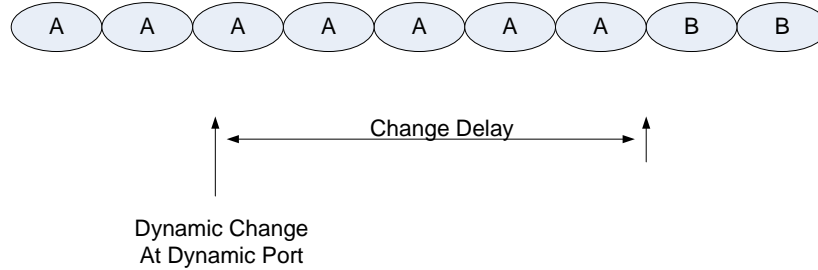 A A A A A A A B B
Change Delay
Dynamic Change
At Dynamic Port